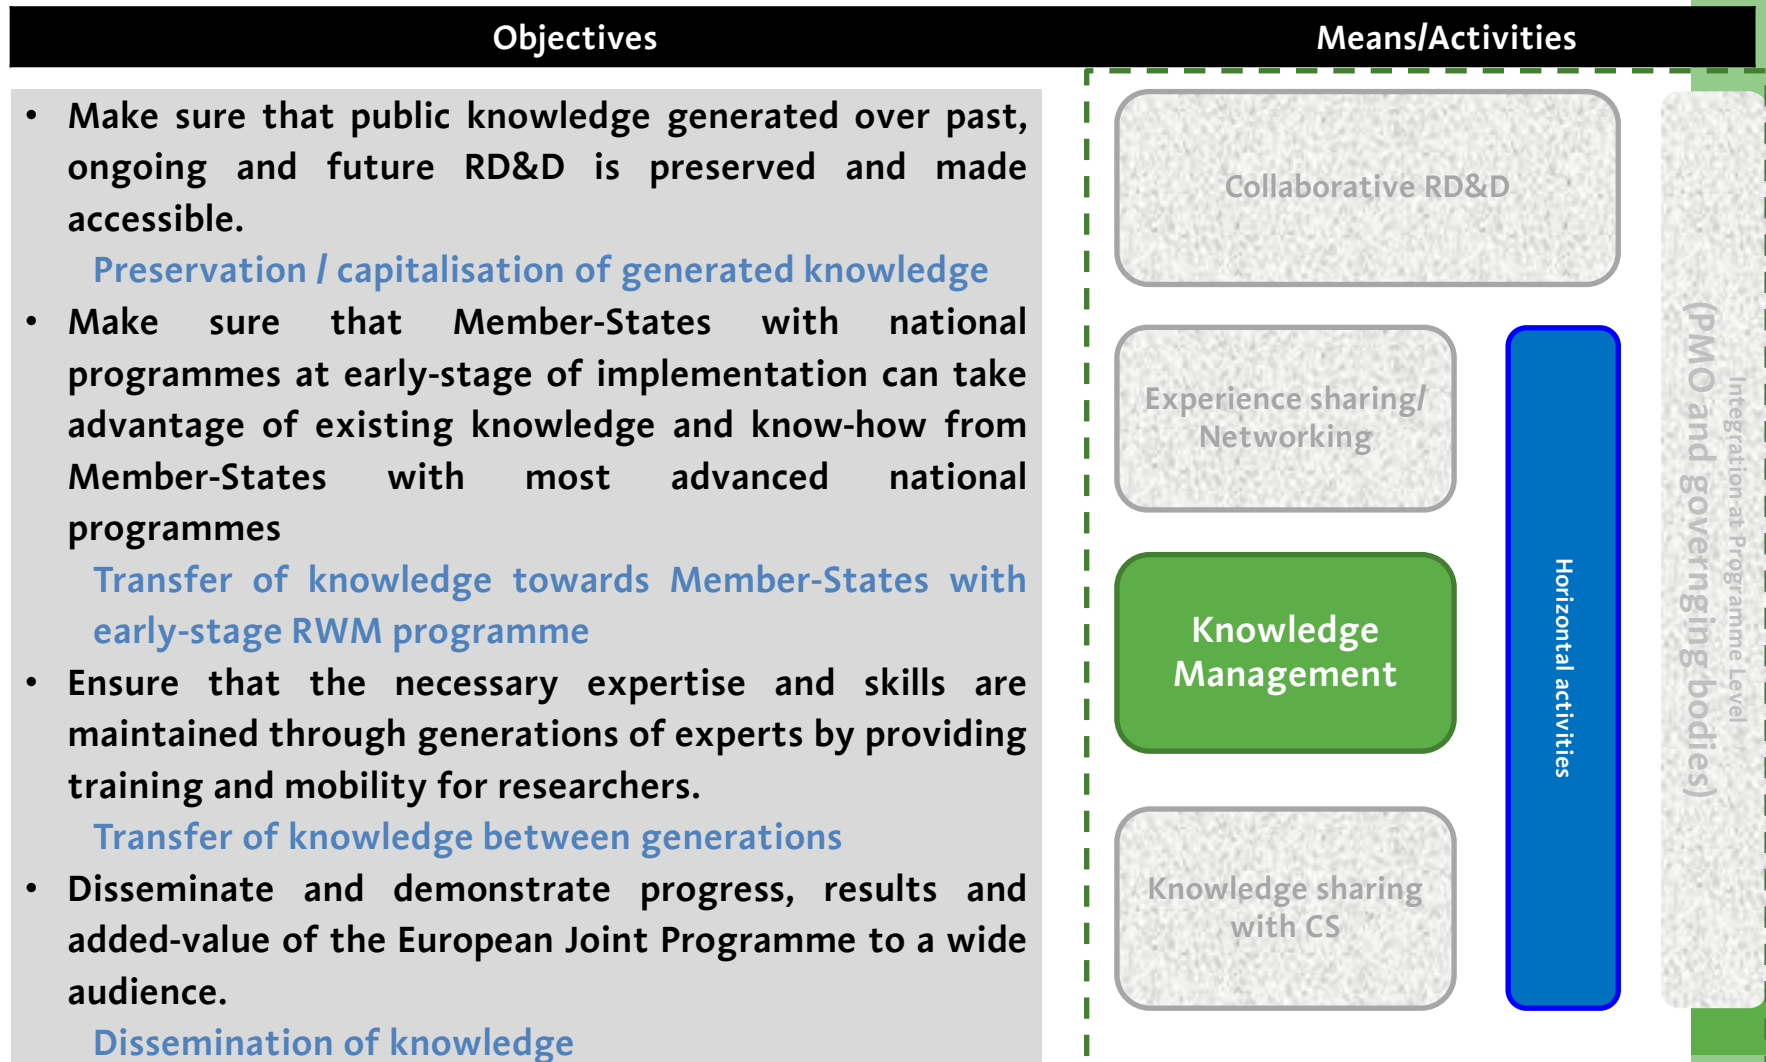 Objectives
Means/Activities
• Make sure that public knowledge generated over past,
ongoing and future RD&D is preserved and made
accessible.
Preservation / capitalisation of generated knowledge
• Make sure that Member-States with national
programmes at early-stage of implementation can take
advantage of existing knowledge and know-how from
Member-States with most advanced national
programmes
Transfer of knowledge towards Member-States with
early-stage RWM programme
• Ensure that the necessary expertise and skills are
maintained through generations of experts by providing
training and mobility for researchers.
Transfer of knowledge between generations
• Disseminate and demonstrate progress, results and
added-value of the European Joint Programme to a wide
audience.
Dissemination of knowledge
Collaborative RD&D
Experience sharing/
Networking
Knowledge
Management
Knowledge sharing
with CS
Horizontal activities
Integration at Programme Level
(PMO and governging bodies)